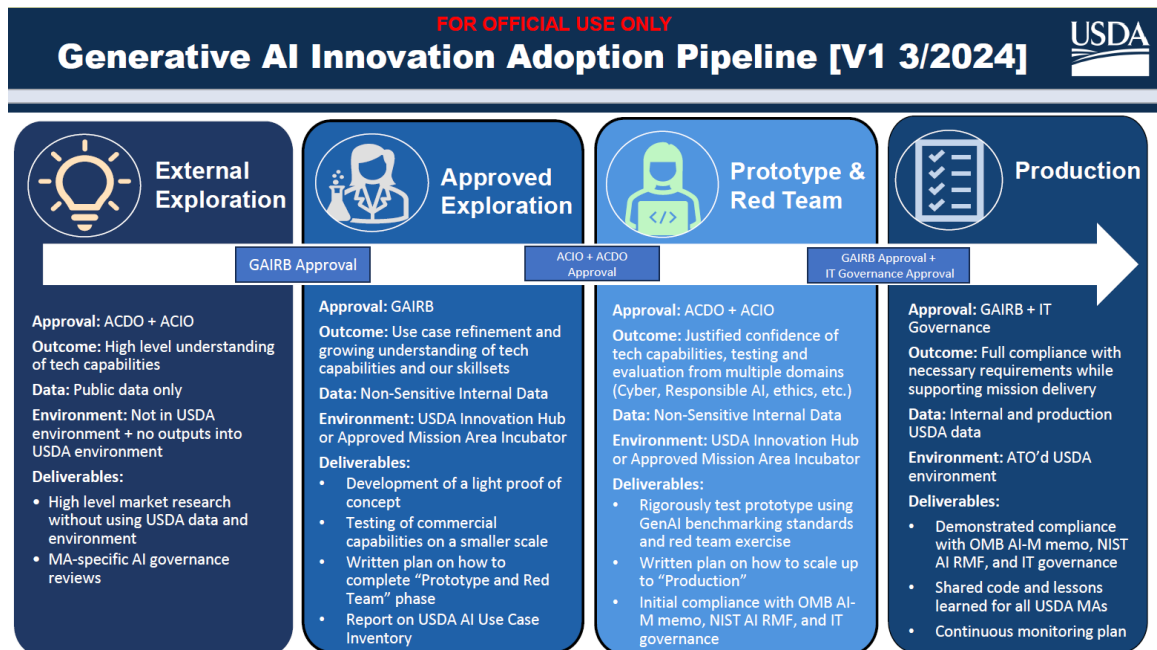 FOR OFFICIAL USE ONLY
Generative AI Innovation Adoption Pipeline [V1 3/2024]
USDA
External
Exploration
Approved
Exploration
</>
Prototype &
Red Team
Production
GAIRB Approval
ACIO + ACDO
Approval
GAIRB Approval +
IT Governance Approval
Approval: ACDO + ACIO
Outcome: High level understanding
of tech capabilities
Data: Public data only
Environment: Not in USDA
environment + no outputs into
USDA environment
Deliverables:
• High level market research
without using USDA data and
environment
• MA-specific AI governance
reviews
Approval: GAIRB
Outcome: Use case refinement and
growing understanding of tech
capabilities and our skillsets
Data: Non-Sensitive Internal Data
Environment: USDA Innovation Hub
or Approved Mission Area Incubator
Deliverables:
• Development of a light proof of
concept
• Testing of commercial
capabilities on a smaller scale
• Written plan on how to
complete “Prototype and Red
Team” phase
• Report on USDA AI Use Case
Inventory
Approval: ACDO + ACIO
Outcome: Justified confidence of
tech capabilities, testing and
evaluation from multiple domains
(Cyber, Responsible AI, ethics, etc.)
Data: Non-Sensitive Internal Data
Environment: USDA Innovation Hub
or Approved Mission Area Incubator
Deliverables:
• Rigorously test prototype using
GenAI benchmarking standards
and red team exercise
• Written plan on how to scale up
to “Production”
• Initial compliance with OMB AI-
M memo, NIST AI RMF, and IT
governance
Approval: GAIRB + IT
Governance
Outcome: Full compliance with
necessary requirements while
supporting mission delivery
Data: Internal and production
USDA data
Environment: ATO’d USDA
environment
Deliverables:
• Demonstrated compliance
with OMB AI-M memo, NIST
AI RMF, and IT governance
• Shared code and lessons
learned for all USDA MAs
• Continuous monitoring plan